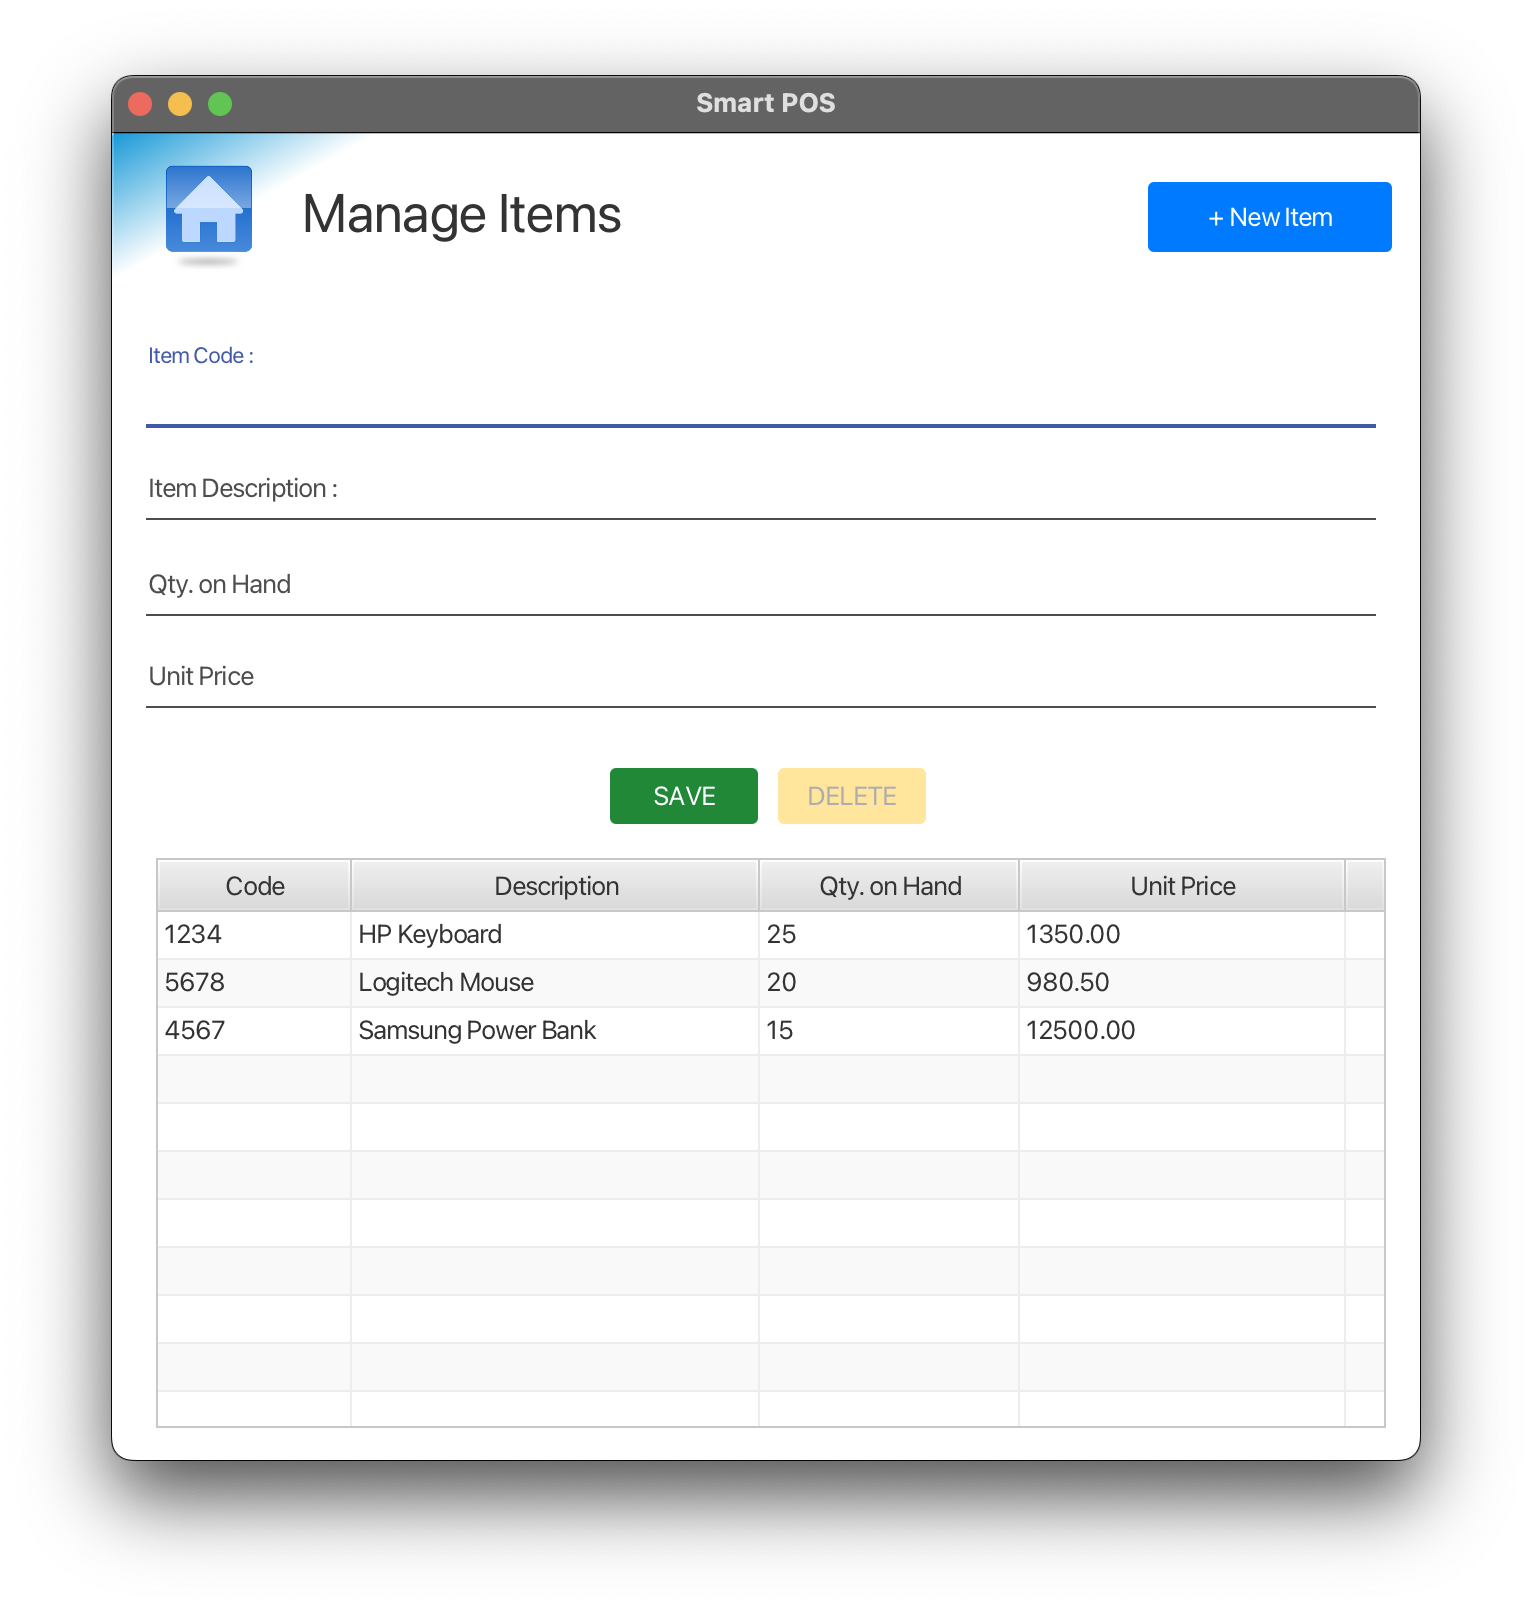 Smart POS
Manage Items
+ New Item
Item Code :
Item Description :
Qty. on Hand
Unit Price
SAVE DELETE
Code Description Qty. on Hand Unit Price
1234 HP Keyboard 25 1350.00
5678 Logitech Mouse 20 980.50
4567 Samsung Power Bank 15 12500.00